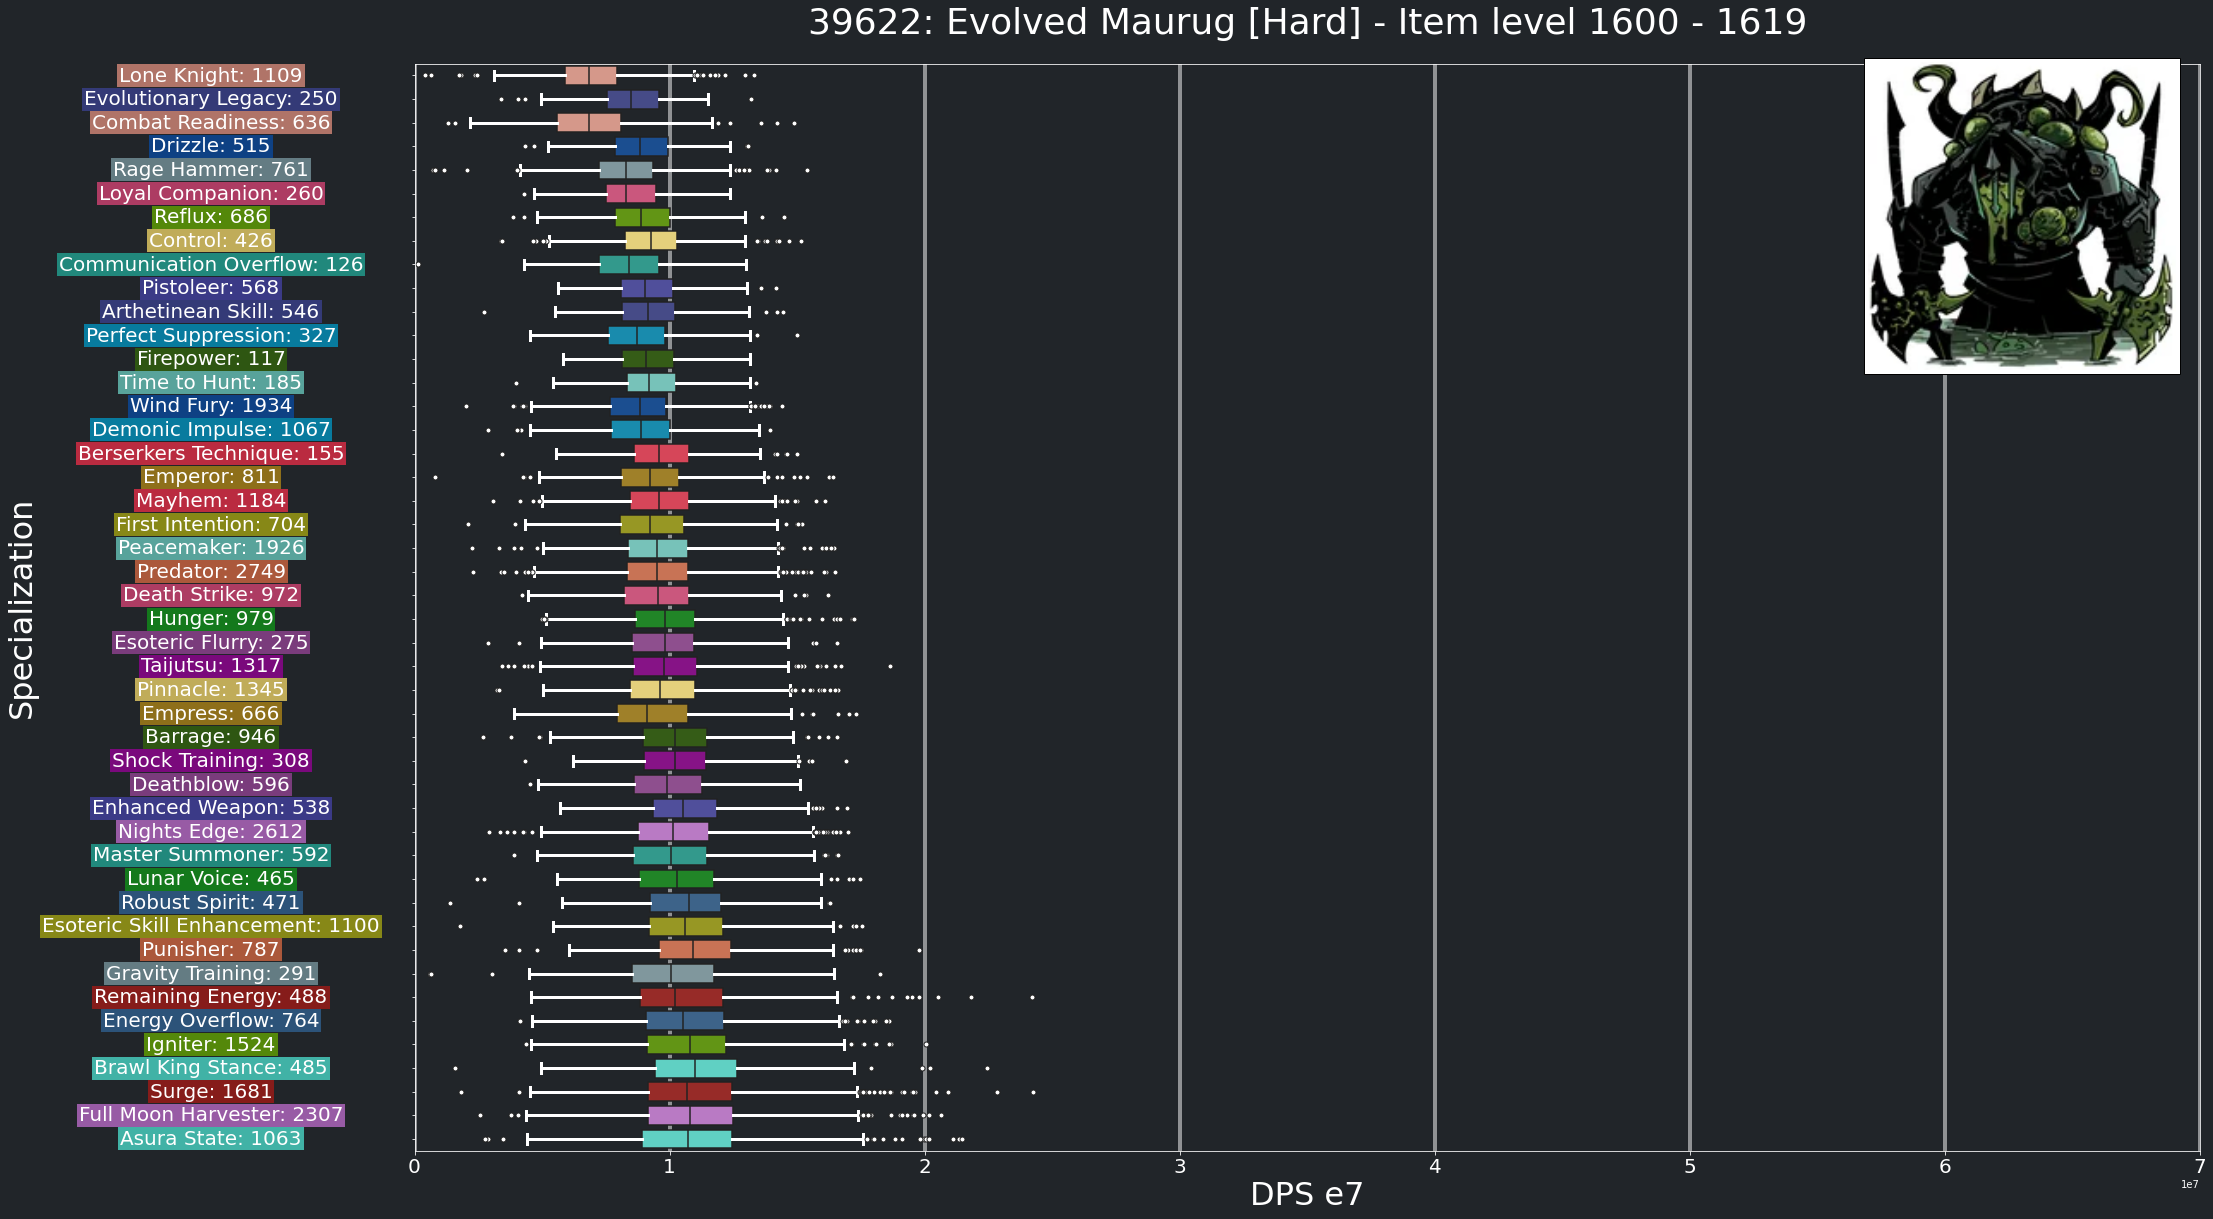 39622: Evolved Maurug [Hard] - Item level 1600 - 1619
Specialization
Lone Knight: 1109
Evolutionary Legacy: 250
Combat Readiness: 636
Drizzle: 515
Rage Hammer: 761
Loyal Companion: 260
Reflux: 686
Control: 426
Communication Overflow: 126
Pistoleer: 568
Arthetinean Skill: 546
Perfect Suppression: 327
Firepower: 117
Time to Hunt: 185
Wind Fury: 1934
Demonic Impulse: 1067
Berserkers Technique: 155
Emperor: 811
Mayhem: 1184
First Intention: 704
Peacemaker: 1926
Predator: 2749
Death Strike: 972
Hunger: 979
Esoteric Flurry: 275
Taijutsu: 1317
Pinnacle: 1345
Empress: 666
Barrage: 946
Shock Training: 308
Deathblow: 596
Enhanced Weapon: 538
Nights Edge: 2612
Master Summoner: 592
Lunar Voice: 465
Robust Spirit: 471
Esoteric Skill Enhancement: 1100
Punisher: 787
Gravity Training: 291
Remaining Energy: 488
Energy Overflow: 764
Igniter: 1524
Brawl King Stance: 485
Surge: 1681
Full Moon Harvester: 2307
Asura State: 1063
0 1 2 3 4 5 6 7
1e7
DPS e7